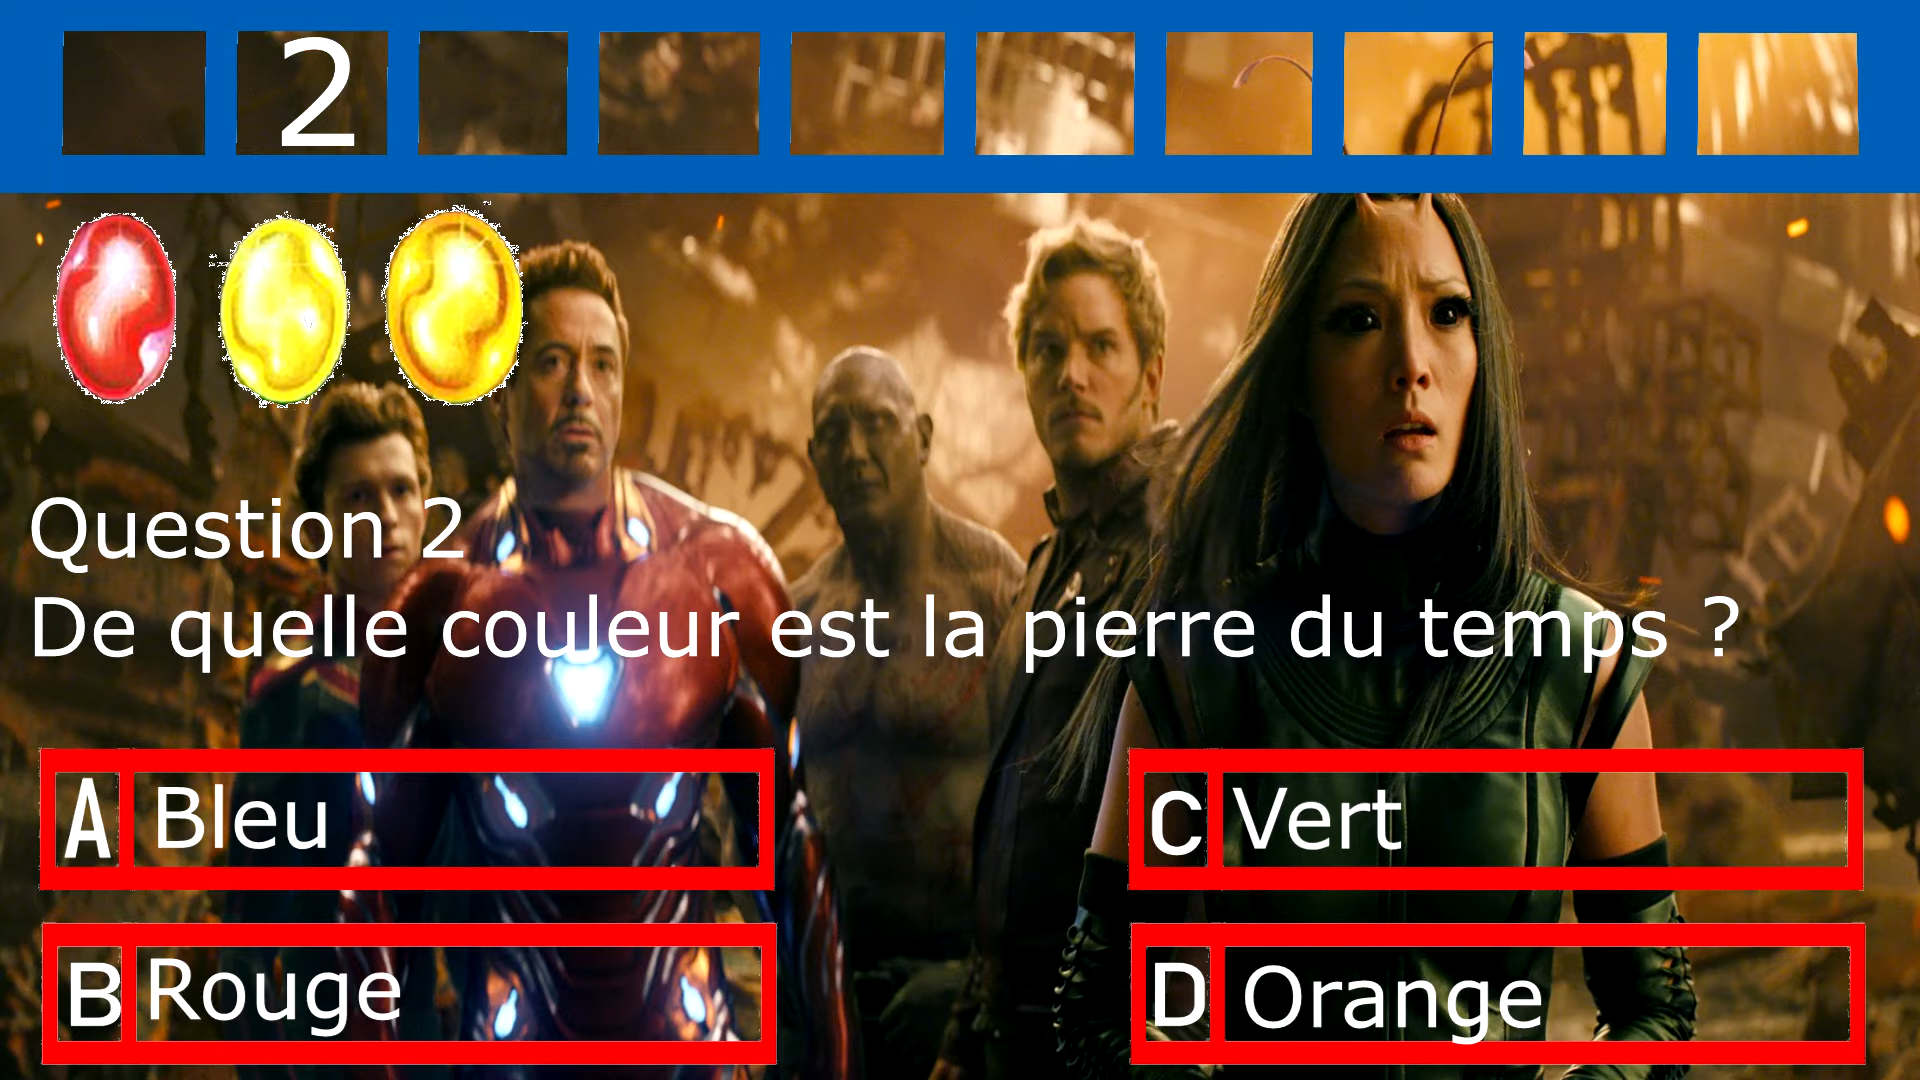 2
Question 2
De quelle couleur est la pierre du temps ?
A Bleu
C Vert
B Rouge
D Orange